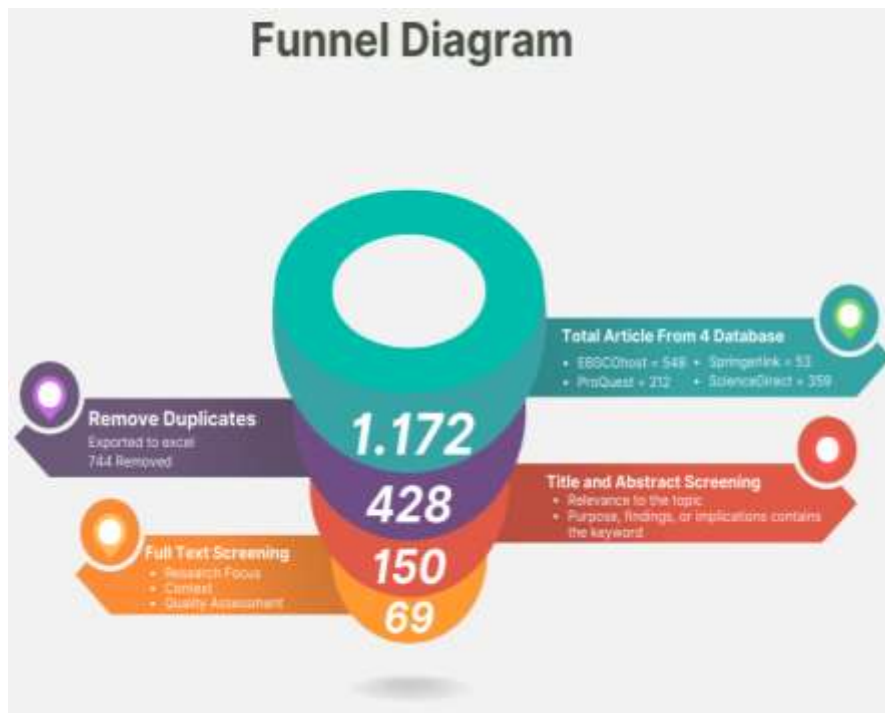 Funnel Diagram
Total Article From 4 Database
• EBSCOhost = 548 • Springerlink = 53
• ProQuest = 212 • ScienceDirect = 359
Remove Duplicates
Exported to excel
744 Removed
1.172
428
Title and Abstract Screening
• Relevance to the topic
• Purpose, findings, or implications contains
the keyword
Full Text Screening
• Research Focus
• Context
• Quality Assessment
150
69